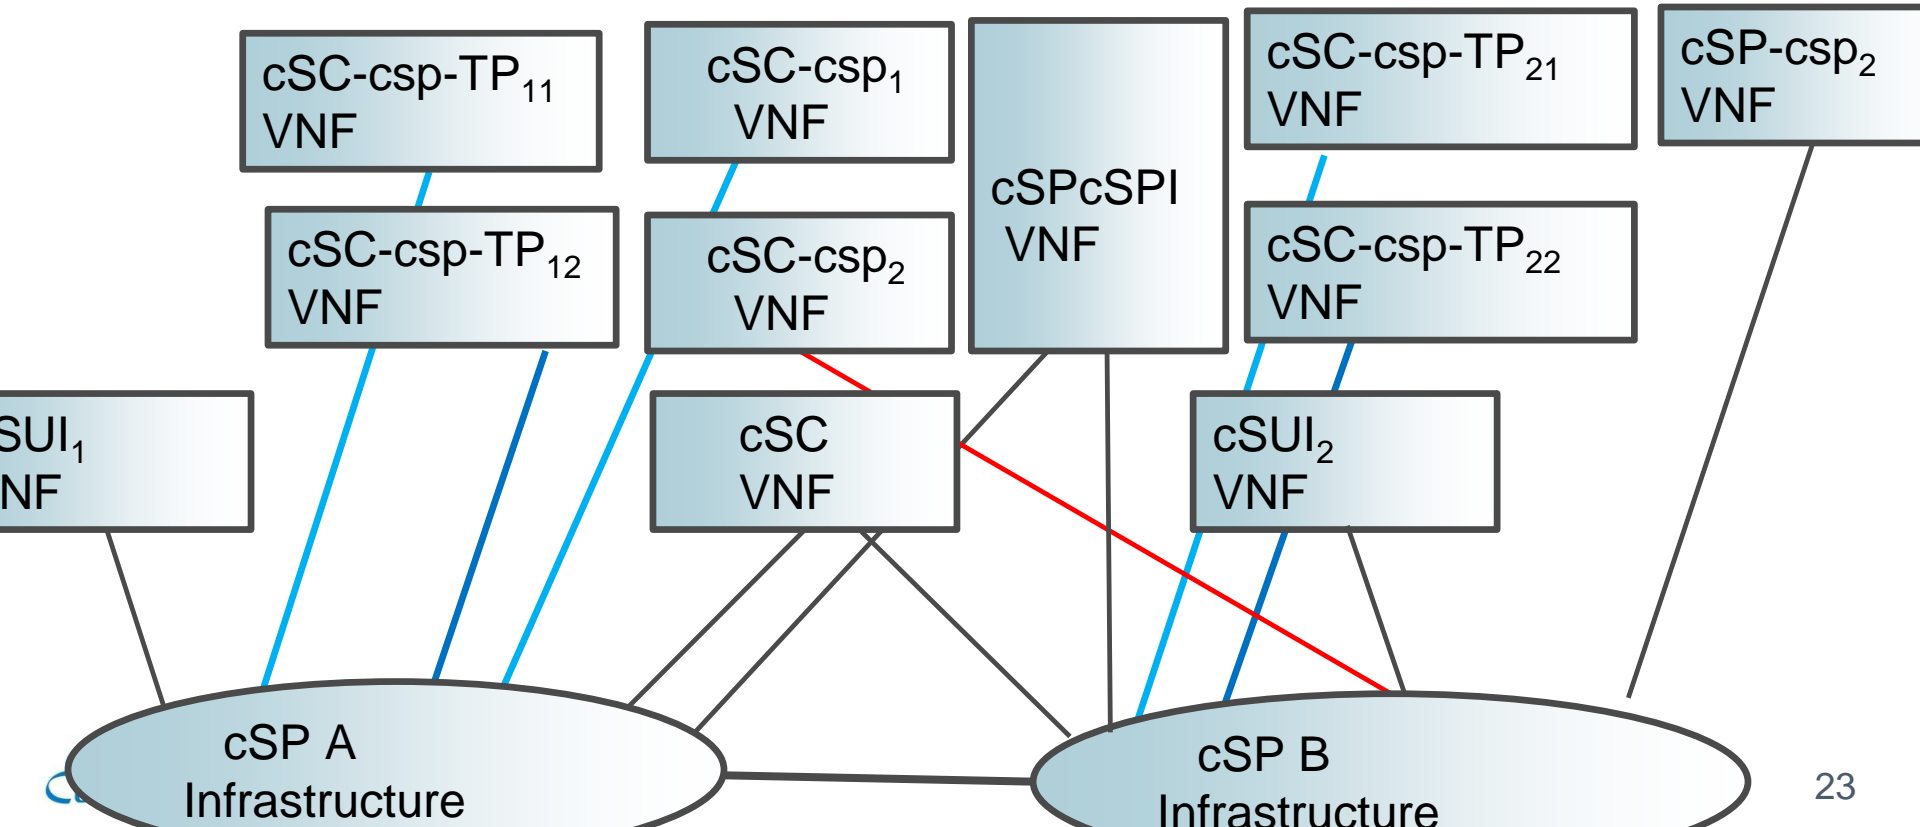 cSC-csp-TP₁₁
VNF
cSC-csp₁
VNF
cSPcSPI
VNF
cSC-csp-TP₂₁
VNF
cSP-csp₂
VNF
cSC-csp-TP₁₂
VNF
cSC-csp₂
VNF
cSC-csp-TP₂₂
VNF
SUI₁
NF
cSC
VNF
cSUI₂
VNF
cSP A
Infrastructure
cSP B
Infrastructure
23